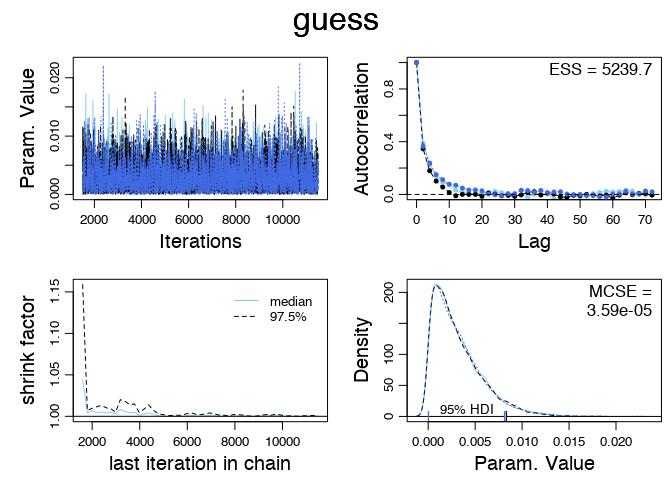 guess
0.000 0.010 0.020
Param. Value
2000 4000 6000 8000 10000
Iterations
ESS = 5239.7
0.0 0.4 0.8
Autocorrelation
0 10 20 30 40 50 60 70
Lag
median
97.5%
1.00 1.05 1.10 1.15
shrink factor
2000 4000 6000 8000 10000
last iteration in chain
MCSE =
3.59e-05
0 50 100 200
Density
95% HDI
0.000 0.005 0.010 0.015 0.020
Param. Value